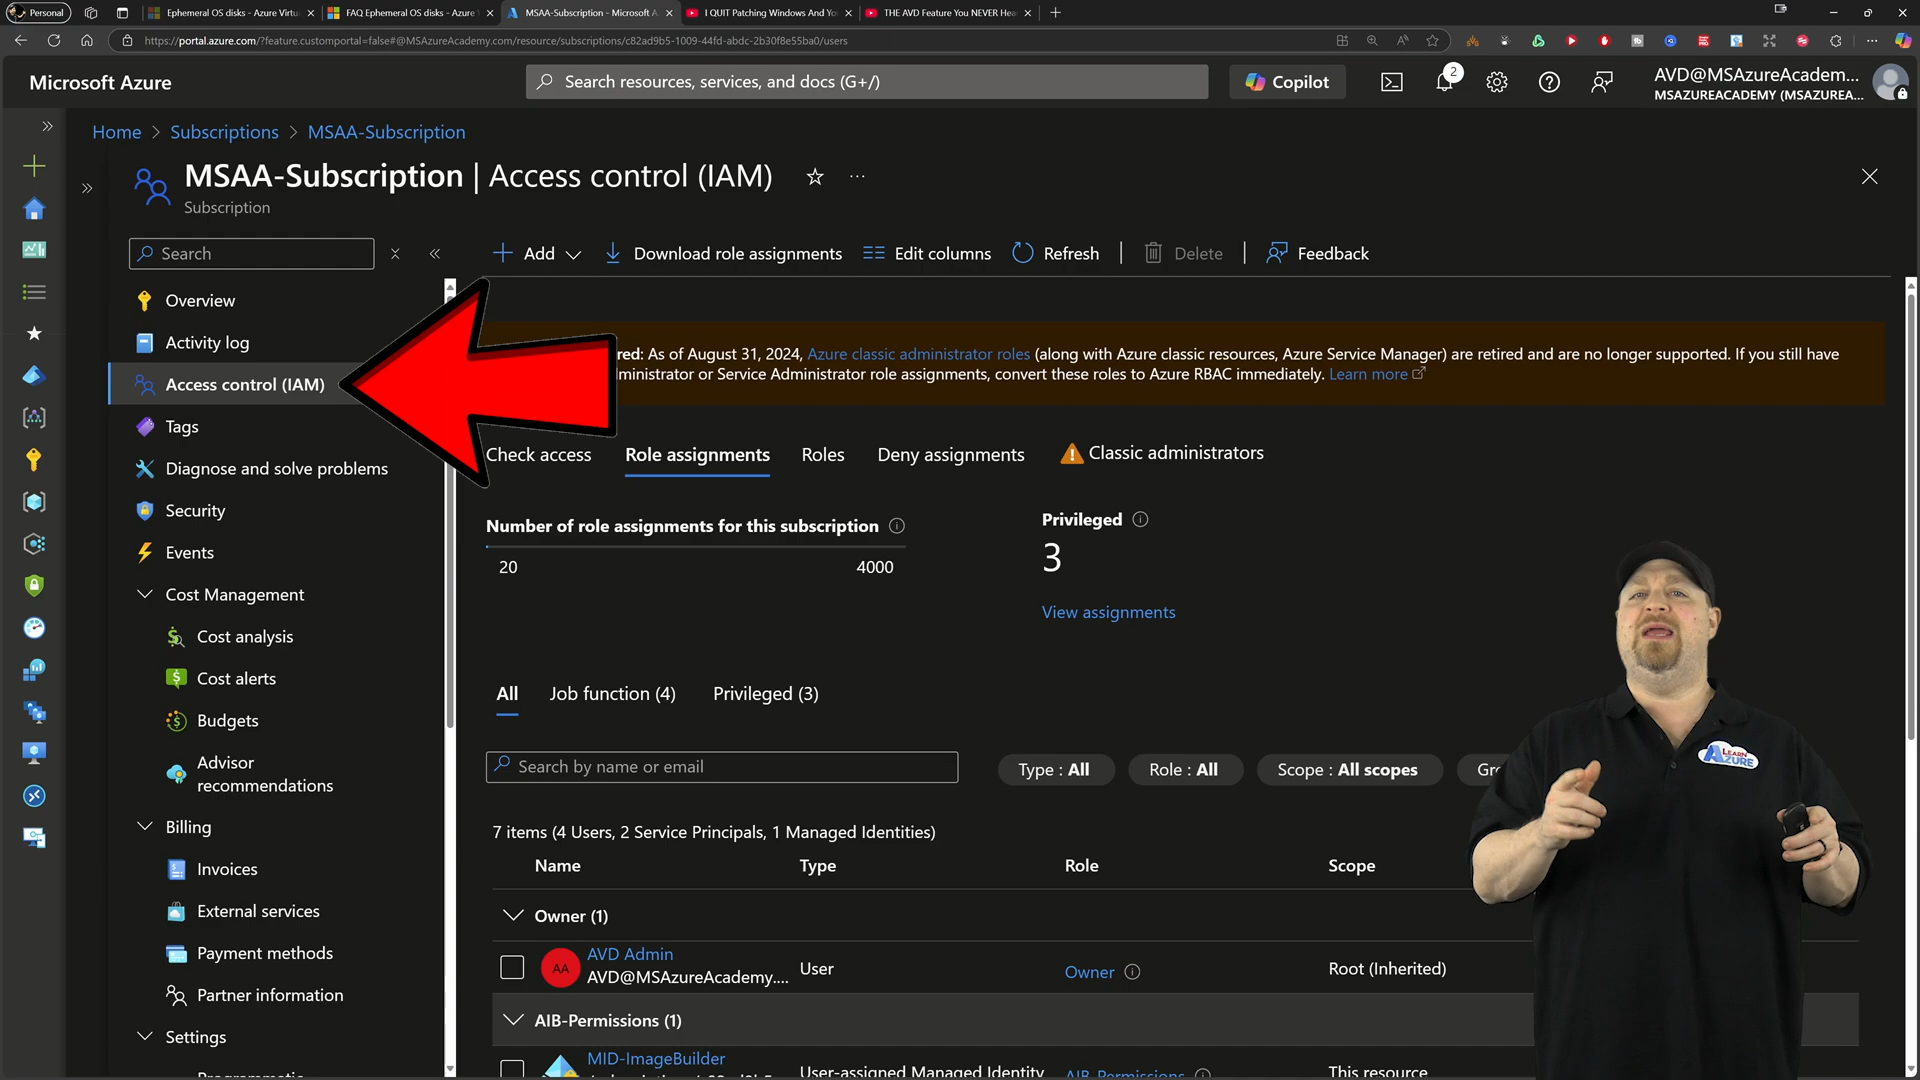 Personal
Ephemeral OS disks - Azure Virtu
FAQ Ephemeral OS disks - Azure
MSAA-Subscription - Microsoft A
I QUIT Patching Windows And Yo
THE AVD Feature You NEVER Hea
https://portal.azure.com/?feature.customportal=false#@MSAzureAcademy.com/resource/subscriptions/c82ad9b5-1009-44fd-abdc-2b30f8e55ba0/users
Microsoft Azure
Search resources, services, and docs (G+/)
Copilot
2
AVD@MSAzureAcadem...
MSAZUREACADEMY (MSAZUREA...
Home > Subscriptions > MSAA-Subscription
MSAA-Subscription | Access control (IAM)
Subscription
Search
Add
Download role assignments
Edit columns
Refresh
Delete
Feedback
Overview
Activity log
Access control (IAM)
Tags
Diagnose and solve problems
Security
Events
Cost Management
Cost analysis
Cost alerts
Budgets
Advisor
recommendations
Billing
Invoices
External services
Payment methods
Partner information
Settings
red: As of August 31, 2024, Azure classic administrator roles (along with Azure classic resources, Azure Service Manager) are retired and are no longer supported. If you still have
ministrator or Service Administrator role assignments, convert these roles to Azure RBAC immediately. Learn more
Check access
Role assignments
Roles
Deny assignments
Classic administrators
Number of role assignments for this subscription
20
4000
Privileged
3
View assignments
All
Job function (4)
Privileged (3)
Search by name or email
Type : All
Role : All
Scope : All scopes
Gr
7 items (4 Users, 2 Service Principals, 1 Managed Identities)
Name
Type
Role
Scope
Owner (1)
AA
AVD Admin
AVD@MSAzureAcademy....
User
Owner
Root (Inherited)
AIB-Permissions (1)
MID-ImageBuilder
User-assigned Managed Identity
AIB-Permissions
This resource
LEARN
AZURE